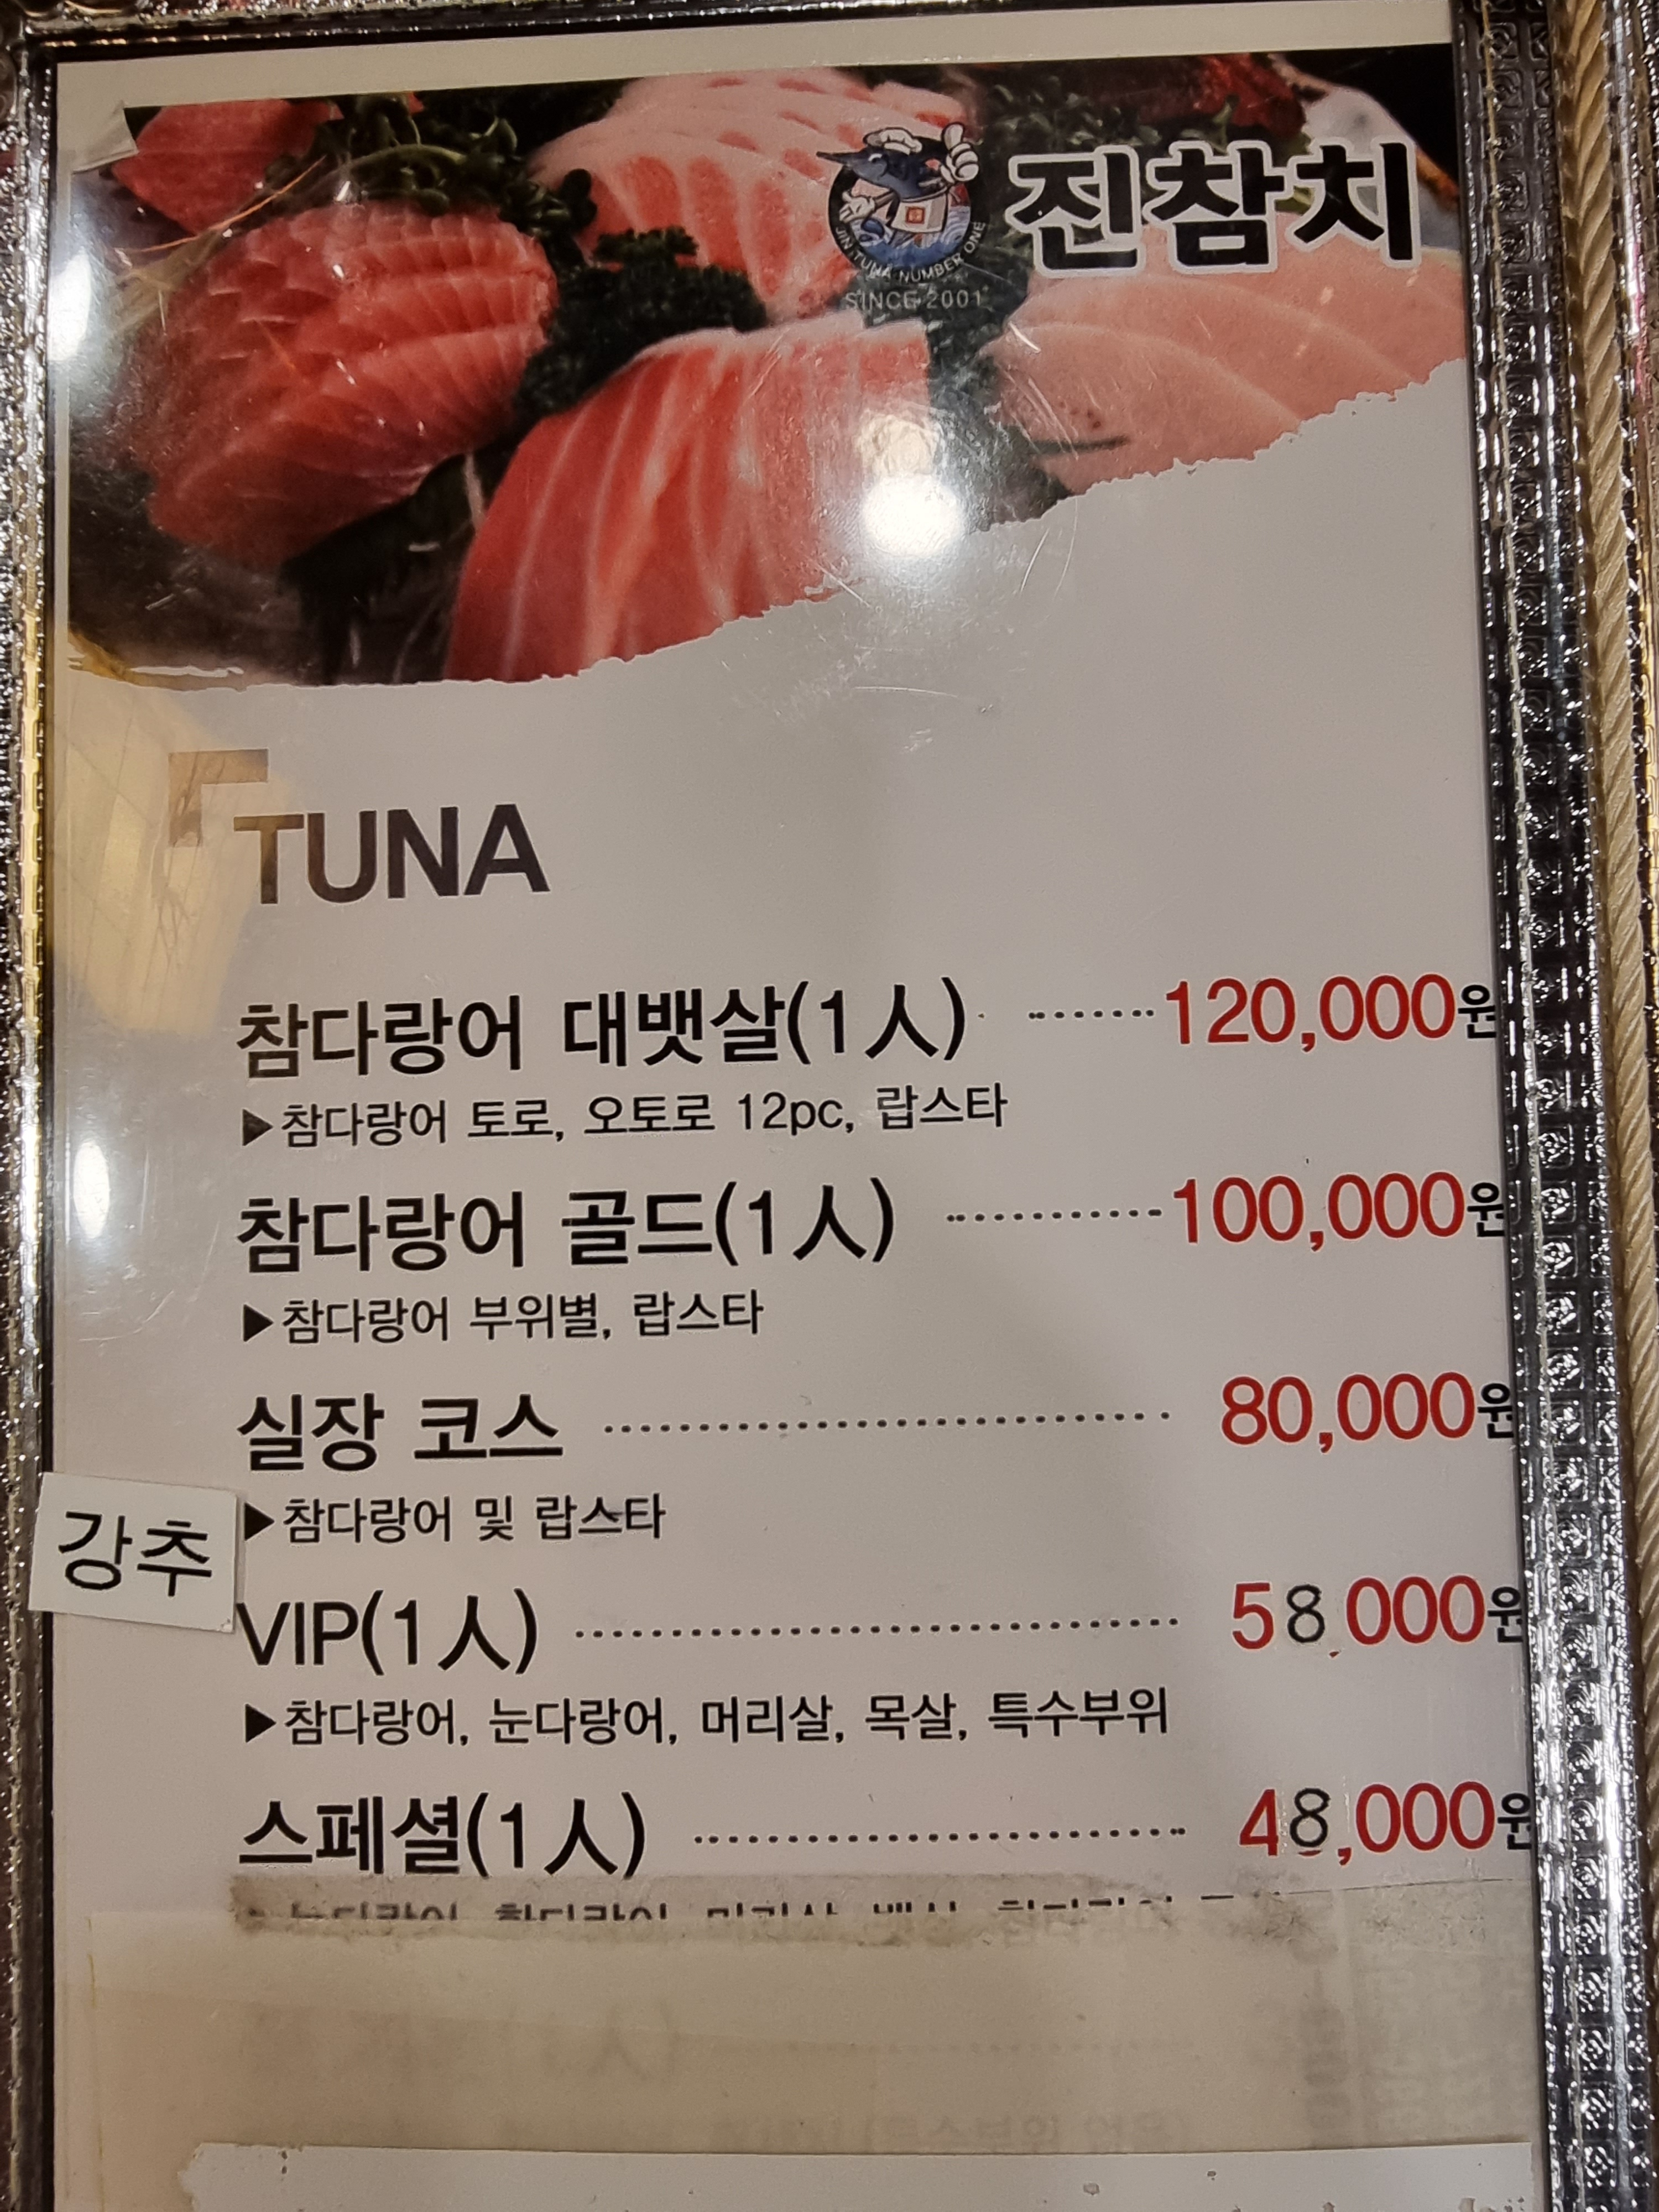 진참치
JIN TUNA NUMBER ONE
SINCE 2001
「TUNA
참다랑어 대뱃살(1人) ········120,000원
▶참다랑어 토로, 오토로 12pc, 랍스타
참다랑어 골드(1人) ············100,000원
▶참다랑어 부위별, 랍스타
실장 코스 ······························ 80,000원
강추
▶참다랑어 및 랍스타
VIP(1人) ······························ 58,000원
▶참다랑어, 눈다랑어, 머리살, 목살, 특수부위
스페셜(1人) ························· 48,000원